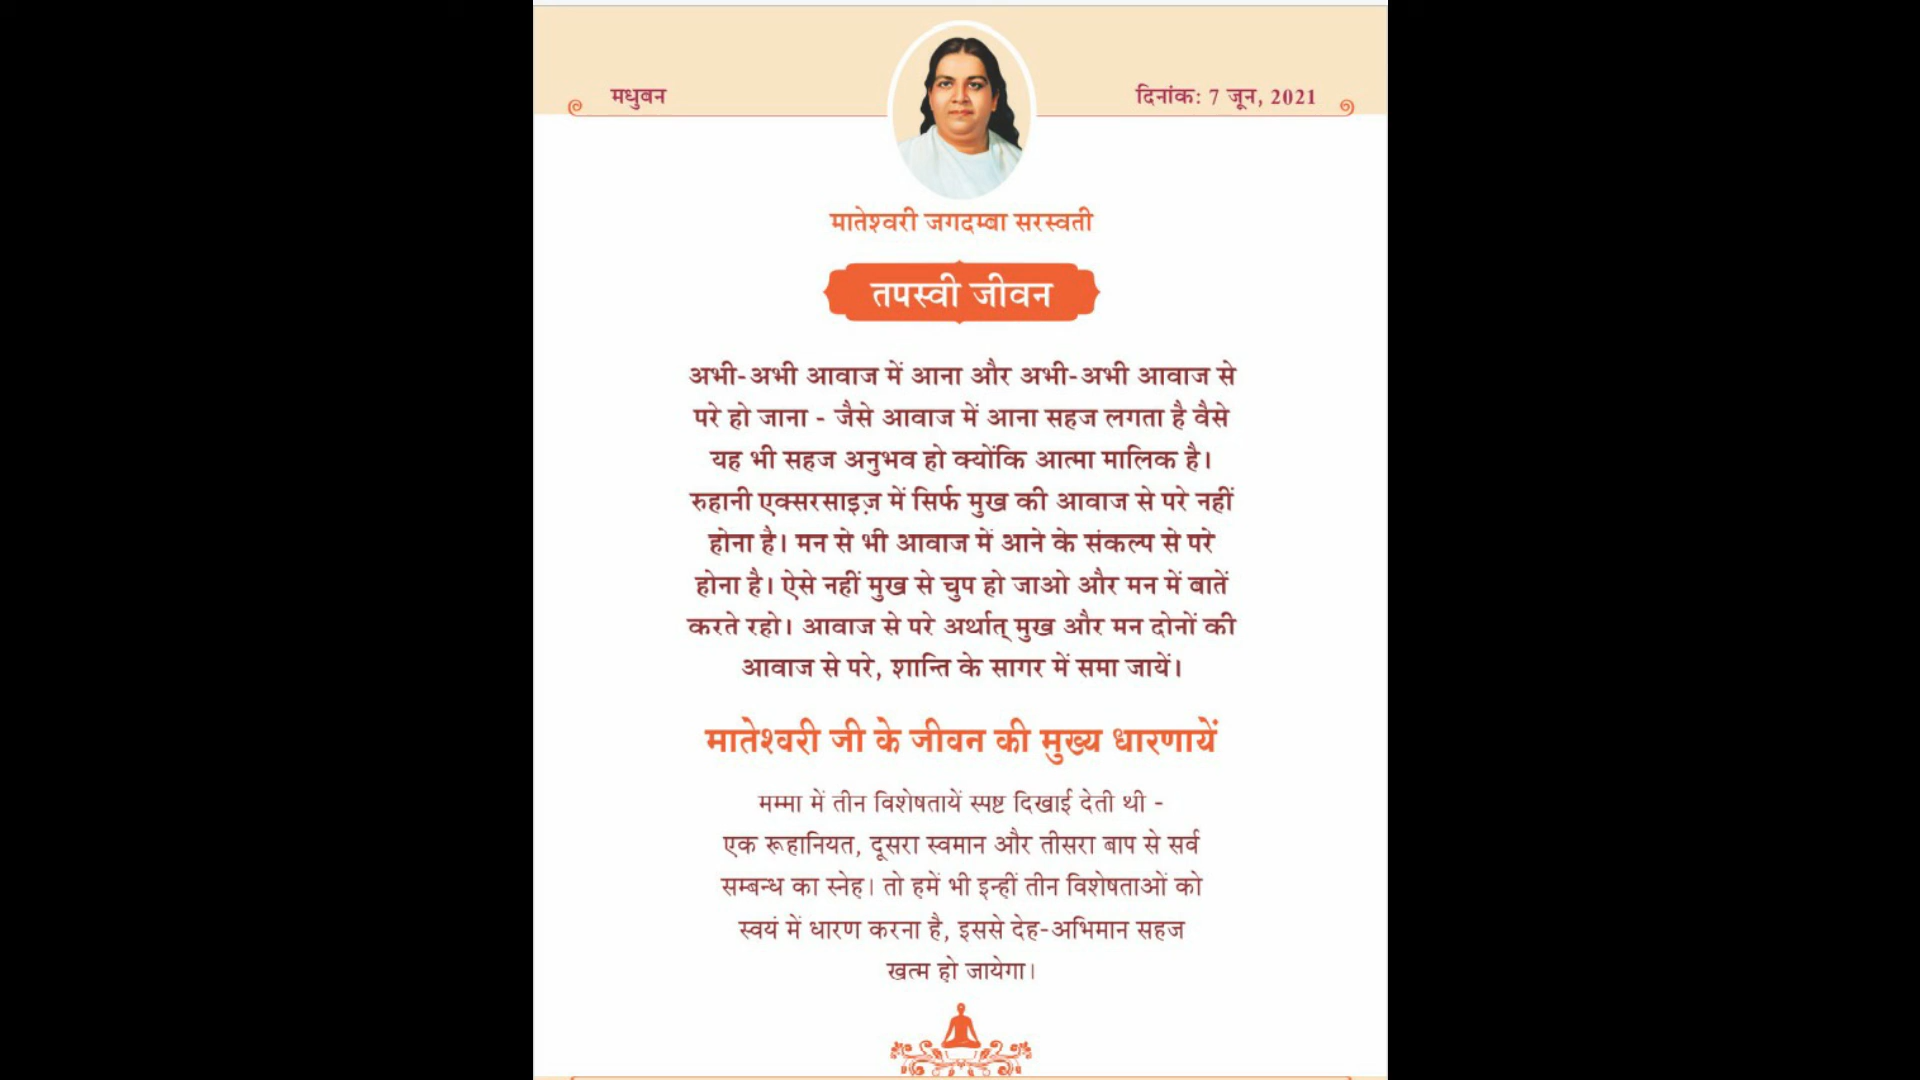 मधुबन
दिनांक: 7 जून, 2021
मातेश्वरी जगदम्बा सरस्वती
तपस्वी जीवन
अभी-अभी आवाज में आना और अभी-अभी आवाज से
परे हो जाना - जैसे आवाज में आना सहज लगता है वैसे
यह भी सहज अनुभव हो क्योंकि आत्मा मालिक है।
रुहानी एक्सरसाइज़ में सिर्फ मुख की आवाज से परे नहीं
होना है। मन से भी आवाज में आने के संकल्प से परे
होना है। ऐसे नहीं मुख से चुप हो जाओ और मन में बातें
करते रहो। आवाज से परे अर्थात् मुख और मन दोनों की
आवाज से परे, शान्ति के सागर में समा जायें।
मातेश्वरी जी के जीवन की मुख्य धारणायें
मम्मा में तीन विशेषतायें स्पष्ट दिखाई देती थी -
एक रूहानियत, दूसरा स्वमान और तीसरा बाप से सर्व
सम्बन्ध का स्नेह। तो हमें भी इन्हीं तीन विशेषताओं को
स्वयं में धारण करना है, इससे देह-अभिमान सहज
खत्म हो जायेगा।